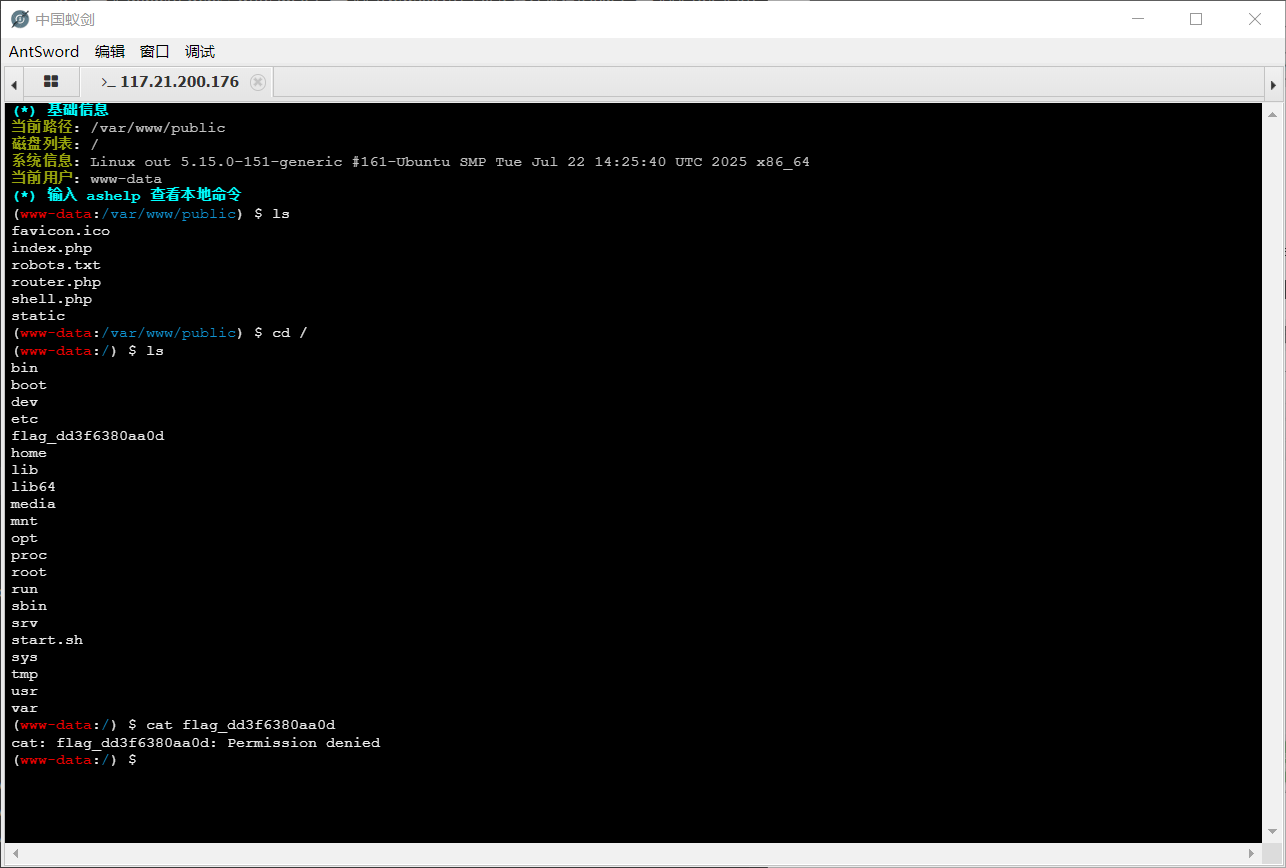 中国蚁剑
AntSword 编辑 窗口 调试
>_ 117.21.200.176
(*) 基础信息
当前路径: /var/www/public
磁盘列表: /
系统信息: Linux out 5.15.0-151-generic #161-Ubuntu SMP Tue Jul 22 14:25:40 UTC 2025 x86_64
当前用户: www-data
(*) 输入 ashelp 查看本地命令
(www-data:/var/www/public) $ ls
favicon.ico
index.php
robots.txt
router.php
shell.php
static
(www-data:/var/www/public) $ cd /
(www-data:/) $ ls
bin
boot
dev
etc
flag_dd3f6380aa0d
home
lib
lib64
media
mnt
opt
proc
root
run
sbin
srv
start.sh
sys
tmp
usr
var
(www-data:/) $ cat flag_dd3f6380aa0d
cat: flag_dd3f6380aa0d: Permission denied
(www-data:/) $